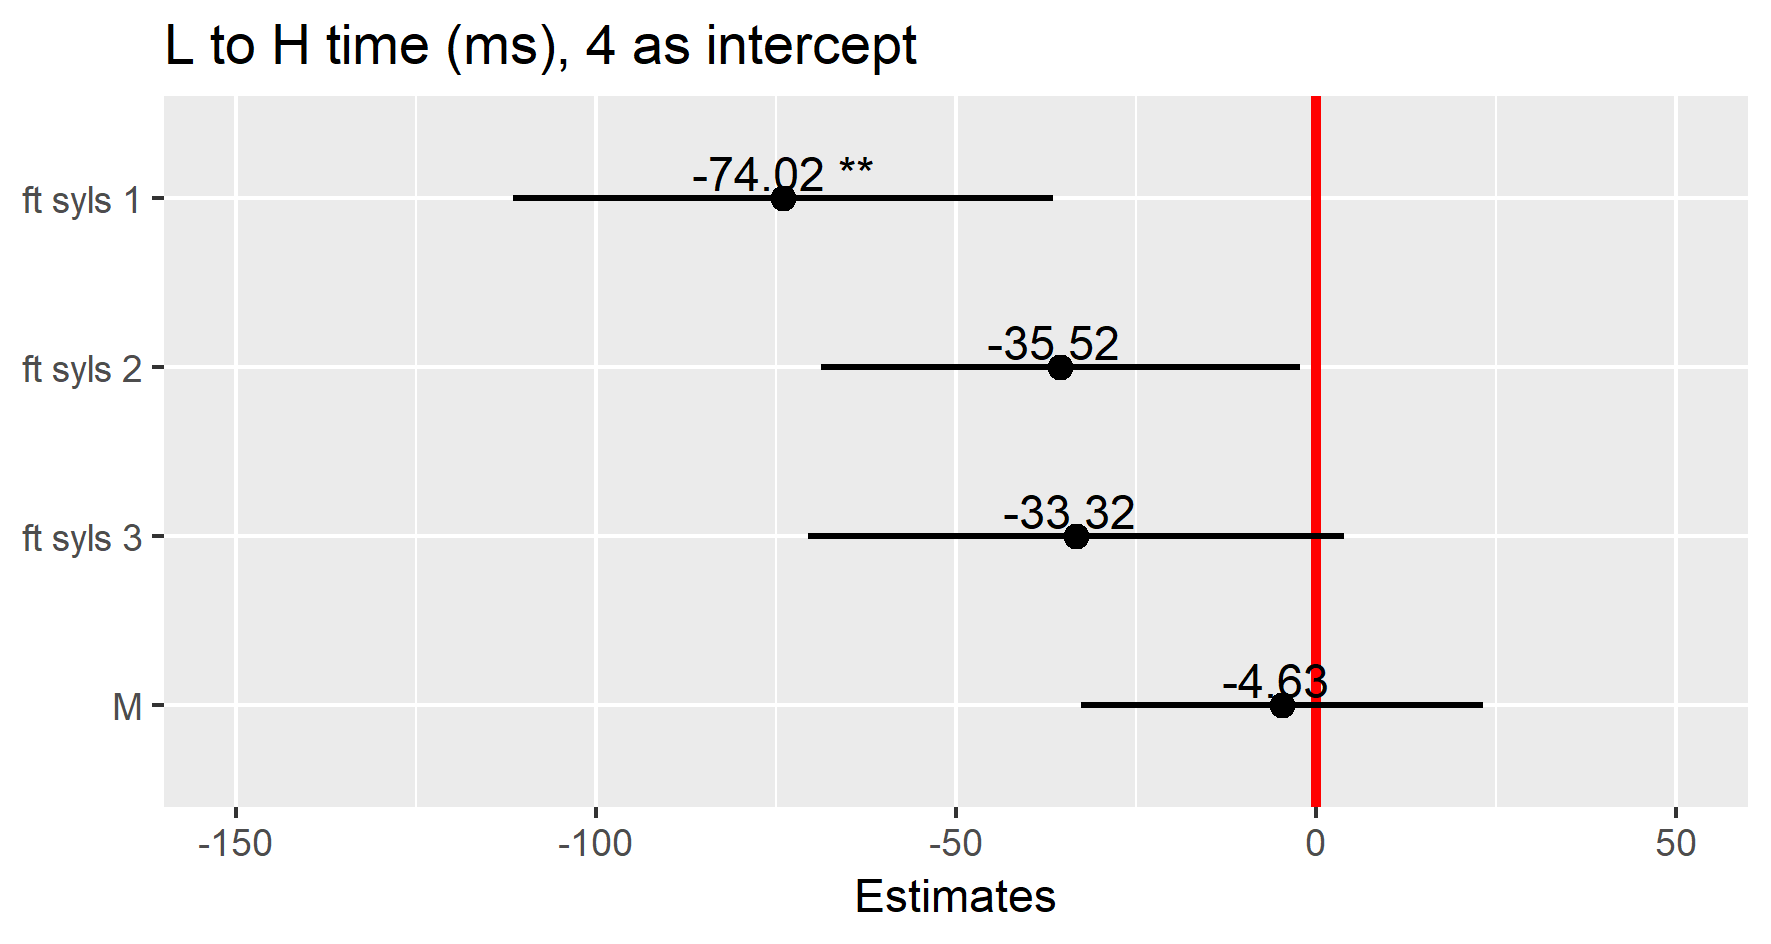 L to H time (ms), 4 as intercept
ft syls 1
-74.02 **
ft syls 2
-35.52
ft syls 3
-33.32
M
-4.63
-150
-100
-50
0
50
Estimates